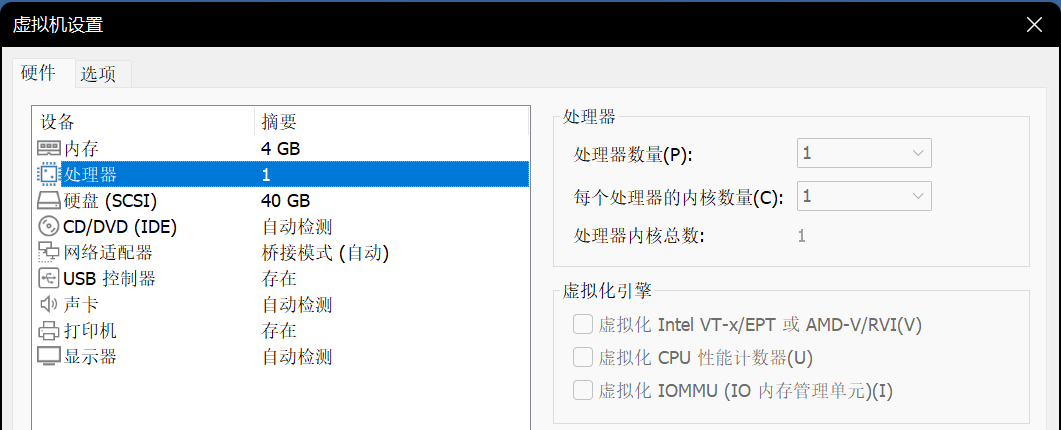 虚拟机设置
硬件 选项
设备 摘要
内存 4 GB
处理器 1
硬盘 (SCSI) 40 GB
CD/DVD (IDE) 自动检测
网络适配器 桥接模式 (自动)
USB 控制器 存在
声卡 自动检测
打印机 存在
显示器 自动检测
处理器
处理器数量(P): 1
每个处理器的内核数量(C): 1
处理器内核总数: 1
虚拟化引擎
虚拟化 Intel VT-x/EPT 或 AMD-V/RVI(V)
虚拟化 CPU 性能计数器(U)
虚拟化 IOMMU (IO 内存管理单元)(I)